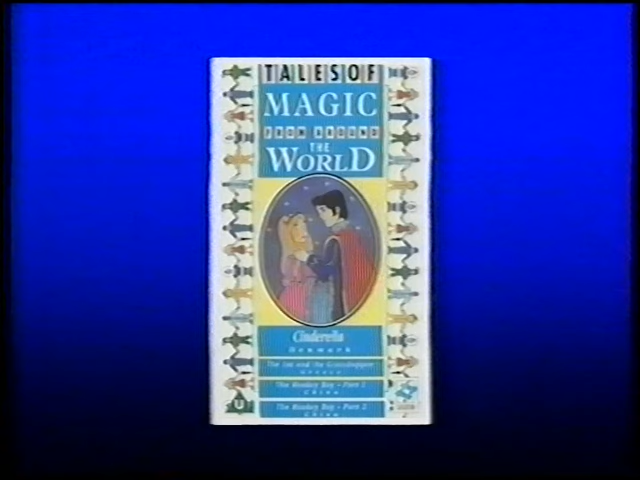 TALES OF
MAGIC
FROM AROUND
THE
WORLD
Cinderella
Denmark
The Ant and the Grasshopper
Greece
The Monkey Boy - Part 1
China
The Monkey Boy - Part 2
China
U